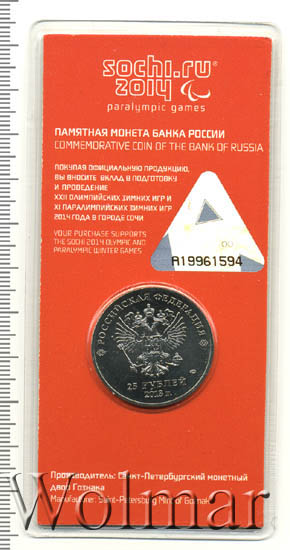 sochi.ru
2014
paralympic games
ПАМЯТНАЯ МОНЕТА БАНКА РОССИИ
COMMEMORATIVE COIN OF THE BANK OF RUSSIA
ПОКУПАЯ ОФИЦИАЛЬНУЮ ПРОДУКЦИЮ,
ВЫ ВНОСИТЕ ВКЛАД В ПОДГОТОВКУ
И ПРОВЕДЕНИЕ
XXII ОЛИМПИЙСКИХ ЗИМНИХ ИГР И
XI ПАРАЛИМПИЙСКИХ ЗИМНИХ ИГР
2014 ГОДА В ГОРОДЕ СОЧИ
YOUR PURCHASE SUPPORTS
THE SOCHI 2014 OLYMPIC AND
PARALYMPIC WINTER GAMES
R19961594
РОССИЙСКАЯ ФЕДЕРАЦИЯ
25 РУБЛЕЙ
2013 г.
Производитель: Санкт-Петербургский монетный
двор Гознака
Manufacturer: Saint-Petersburg Mint of Goznak
Wolmar